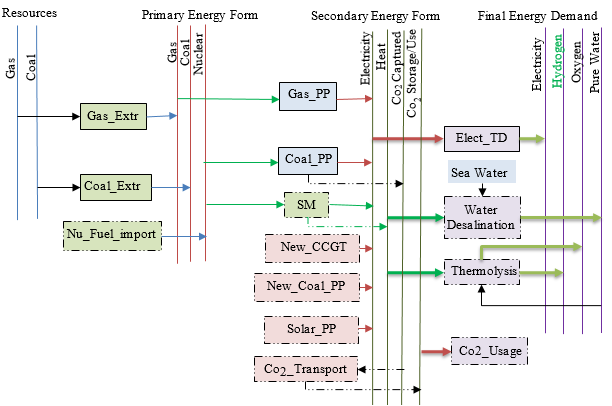 Resources
Primary Energy Form
Secondary Energy Form
Final Energy Demand
Gas
Coal
Gas
Coal
Nuclear
Electricity
Heat
Co2 Captured
Co2 Storage/Use
Electricity
Hydrogen
Oxygen
Pure Water
Gas_Extr
Gas_PP
Elect_TD
Coal_PP
Sea Water
Coal_Extr
SM
Water
Desalination
Nu_Fuel_import
New_CCGT
Thermolysis
New_Coal_PP
Solar_PP
Co2_Usage
Co2_Transport